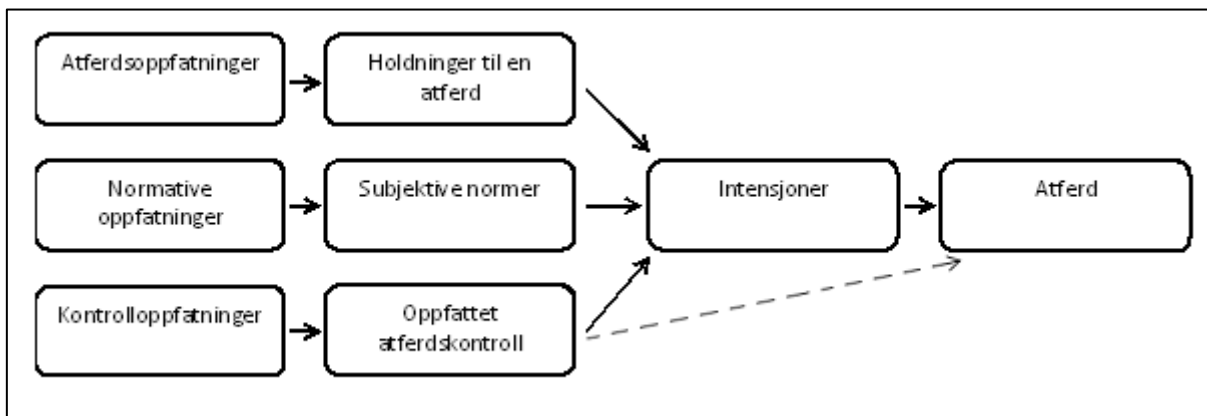 Atferdsoppfatninger
Holdninger til en
atferd
Normative
oppfatninger
Subjektive normer
Intensjoner
Atferd
Kontrolloppfatninger
Oppfattet
atferdskontroll